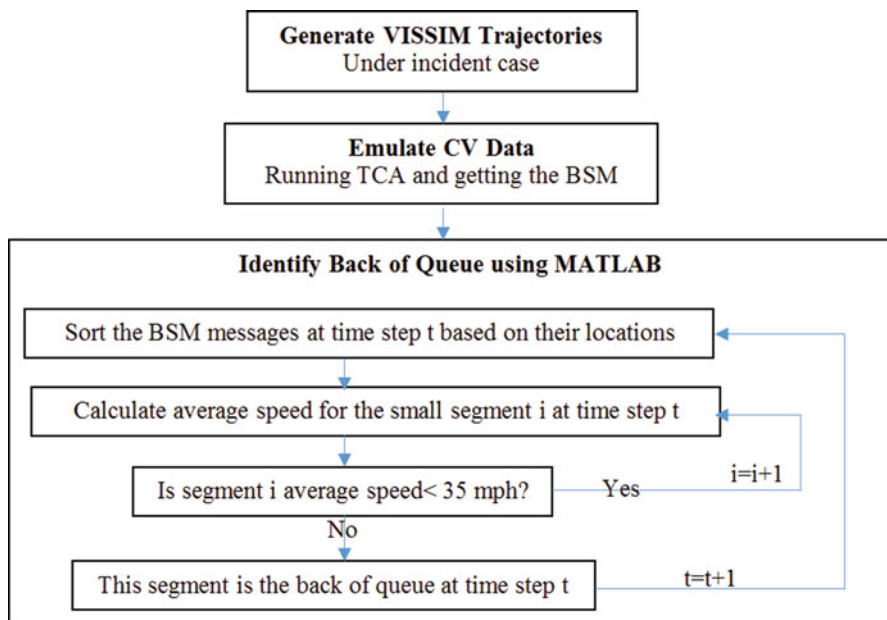 Generate VISSIM Trajectories
Under incident case
Emulate CV Data
Running TCA and getting the BSM
Identify Back of Queue using MATLAB
Sort the BSM messages at time step t based on their locations
Calculate average speed for the small segment i at time step t
Is segment i average speed< 35 mph?
Yes
i=i+1
No
This segment is the back of queue at time step t
t=t+1